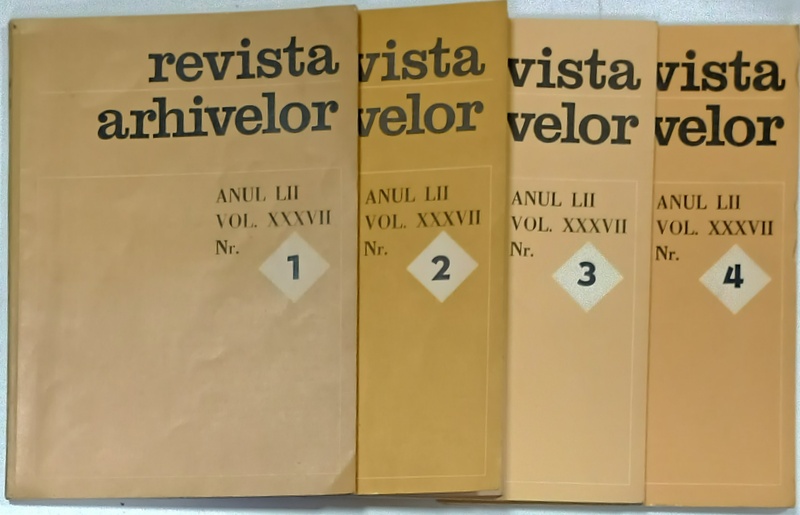 revista
arhivelor
ANUL LII
VOL. XXXVII
Nr. 1
vista
velor
ANUL LII
VOL. XXXVII
Nr. 2
vista
velor
ANUL LII
VOL. XXXVII
Nr. 3
vista
velor
ANUL LII
VOL. XXXVII
Nr. 4